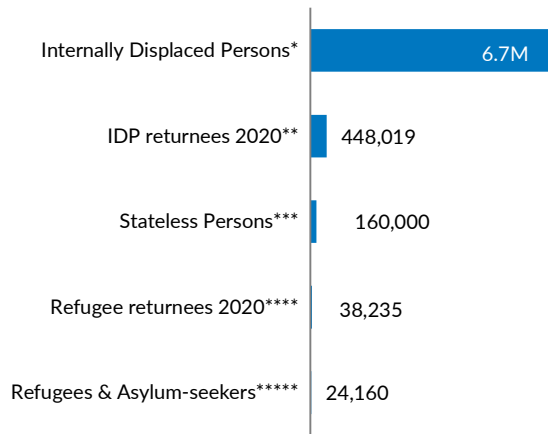 Internally Displaced Persons* 6.7M
IDP returnees 2020** 448,019
Stateless Persons*** 160,000
Refugee returnees 2020**** 38,235
Refugees & Asylum-seekers***** 24,160